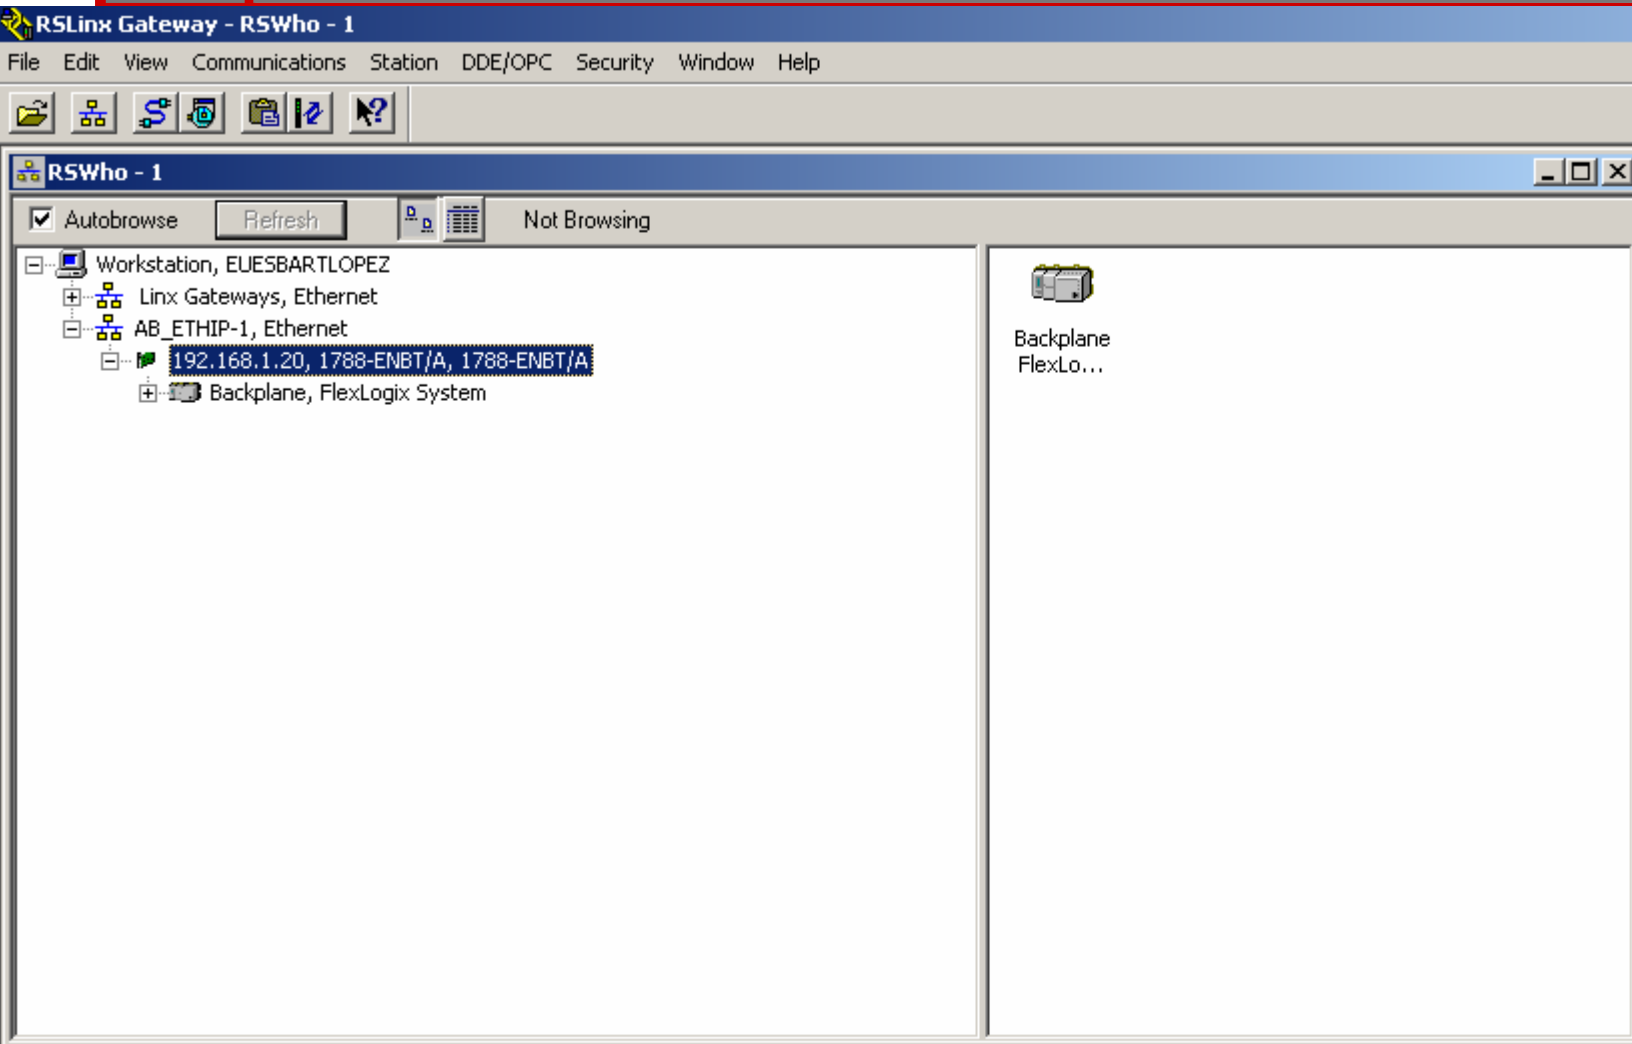 RSLinx Gateway - RSWho - 1
File Edit View Communications Station DDE/OPC Security Window Help
RSWho - 1
Autobrowse Refresh Not Browsing
Workstation, EUESBARTLOPEZ
Linx Gateways, Ethernet
AB_ETHIP-1, Ethernet
192.168.1.20, 1788-ENBT/A, 1788-ENBT/A
Backplane, FlexLogix System
Backplane
FlexLo...